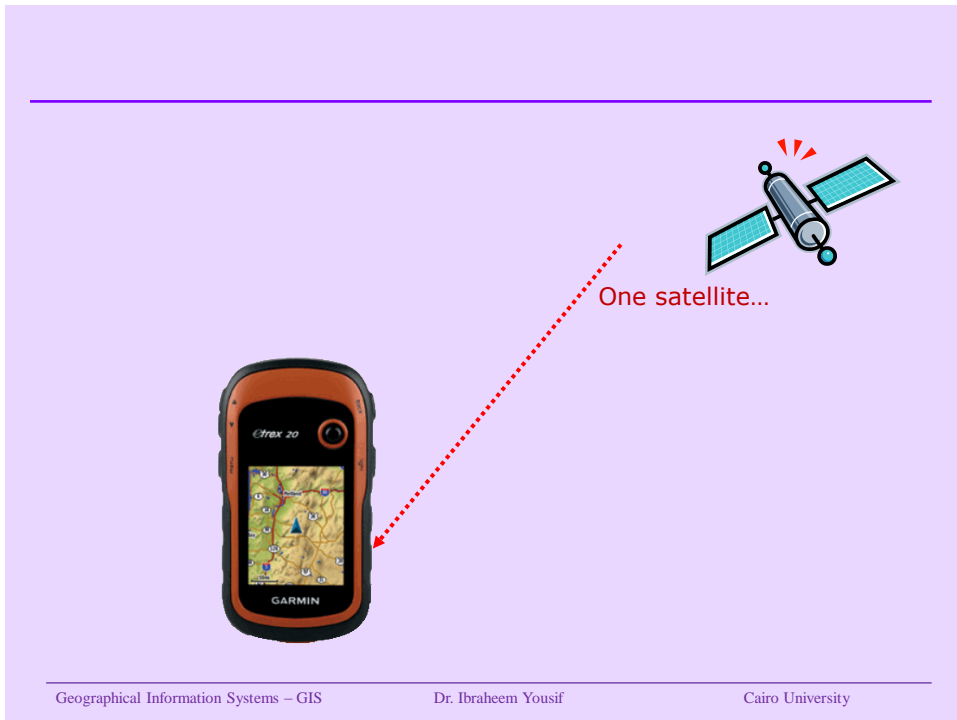 One satellite…
etrex 20
GARMIN
Geographical Information Systems – GIS Dr. Ibraheem Yousif Cairo University